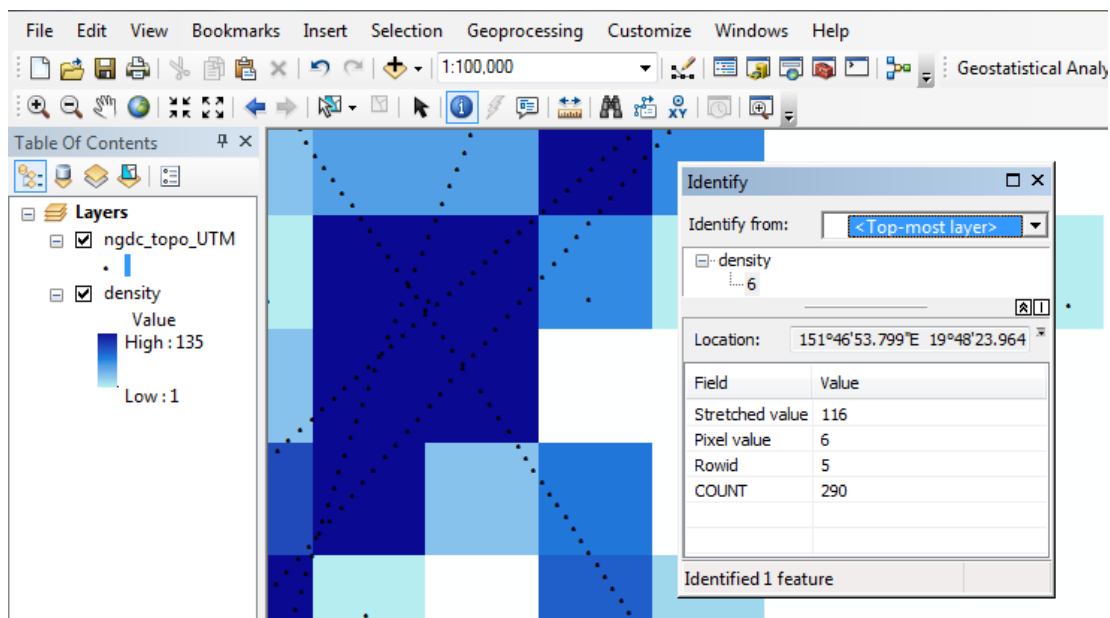 File Edit View Bookmarks Insert Selection Geoprocessing Customize Windows Help
1:100,000 Geostatistical Analy
XY
Table Of Contents
Layers
ngdc_topo_UTM
density
Value
High : 135
Low : 1
Identify
Identify from: <Top-most layer>
density
6
Location: 151°46'53.799"E 19°48'23.964
Field Value
Stretched value 116
Pixel value 6
Rowid 5
COUNT 290
Identified 1 feature